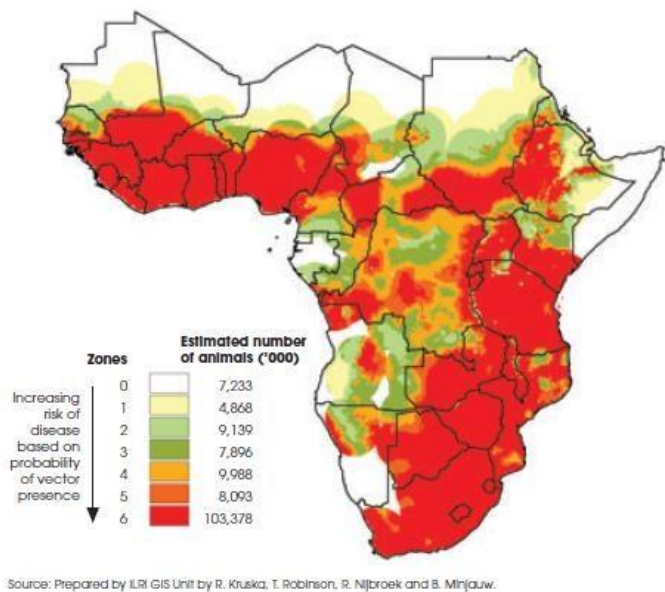 Zones
Estimated number
of animals ('000)
Increasing
risk of
disease
based on
probability
of vector
presence
0 7,233
1 4,868
2 9,139
3 7,896
4 9,988
5 8,093
6 103,378
Source: Prepared by ILRI GIS Unit by R. Kruska, T. Robinson, R. Nijbroek and B. Minjauw.